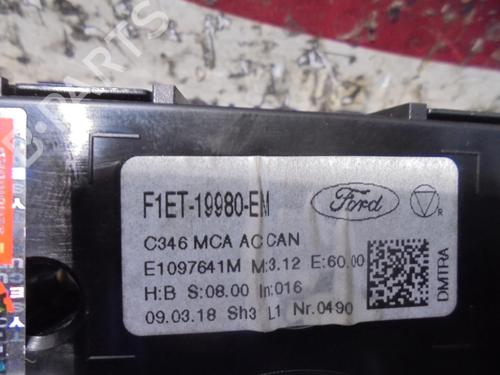 F1ET-19980-EM
Ford
R
C346 MCA AC CAN
E1097641M M:3.12 E:60.00
H:B S:08.00 In:016
09.03.18 Sh3 L1 Nr.0490
DMTRA